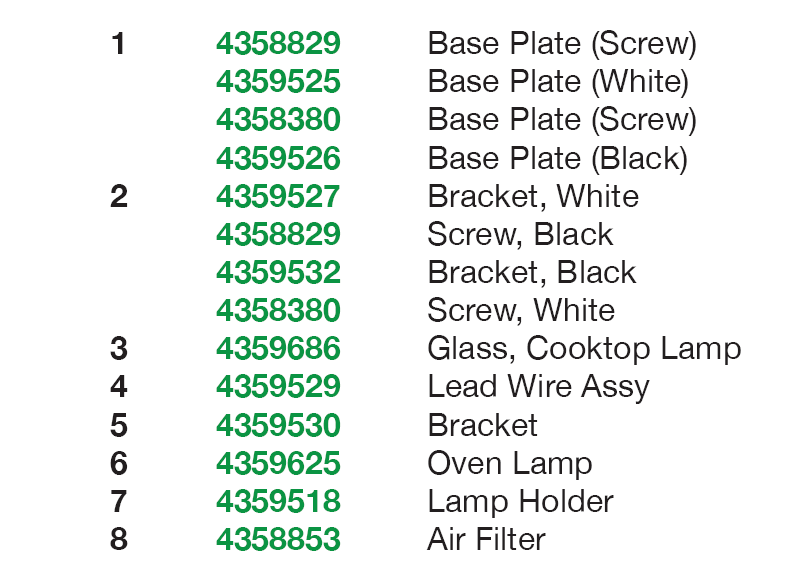 1 4358829 Base Plate (Screw)
4359525 Base Plate (White)
4358380 Base Plate (Screw)
4359526 Base Plate (Black)
2 4359527 Bracket, White
4358829 Screw, Black
4359532 Bracket, Black
4358380 Screw, White
3 4359686 Glass, Cooktop Lamp
4 4359529 Lead Wire Assy
5 4359530 Bracket
6 4359625 Oven Lamp
7 4359518 Lamp Holder
8 4358853 Air Filter